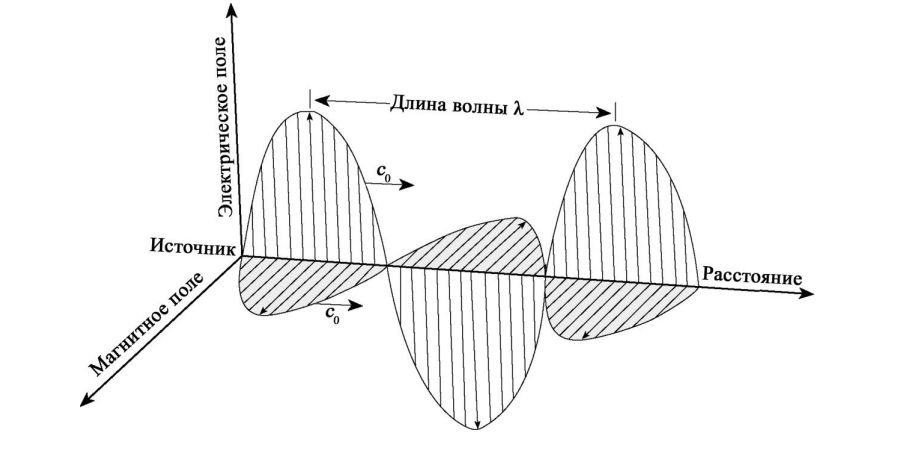 Электрическое поле
Длина волны λ
c₀
Источник
Расстояние
Магнитное поле
c₀